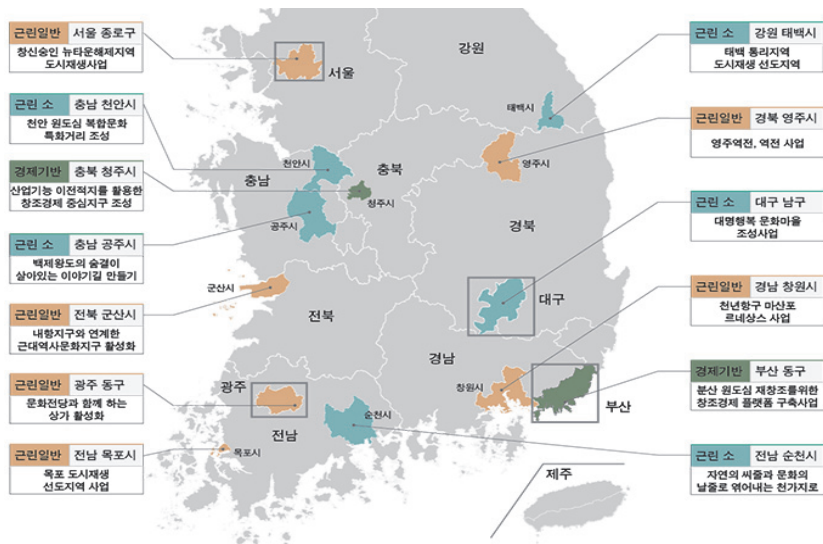 근린일반 서울 종로구
창신숭인 뉴타운해제지역
도시재생사업
근린 소 충남 천안시
천안 원도심 복합문화
특화거리 조성
경제기반 충북 청주시
산업기능 이전적지를 활용한
창조경제 중심지구 조성
근린 소 충남 공주시
백제왕도의 숨결이
살아있는 이야기길 만들기
근린일반 전북 군산시
내항지구와 연계한
근대역사문화지구 활성화
근린일반 광주 동구
문화전당과 함께 하는
상가 활성화
근린일반 전남 목포시
목포 도시재생
선도지역 사업
서울
강원
태백시
천안시
충북
영주시
충남
청주시
공주시
경북
군산시
대구
전북
경남
광주
창원시
부산
순천시
전남
목포시
제주
근린 소 강원 태백시
태백 통리지역
도시재생 선도지역
근린일반 경북 영주시
영주역전, 역전 사업
근린 소 대구 남구
대명행복 문화마을
조성사업
근린일반 경남 창원시
천년항구 마산포
르네상스 사업
경제기반 부산 동구
분산 원도심 재창조를위한
창조경제 플랫폼 구축사업
근린 소 전남 순천시
자연의 씨줄과 문화의
날줄로 엮어내는 천가지로